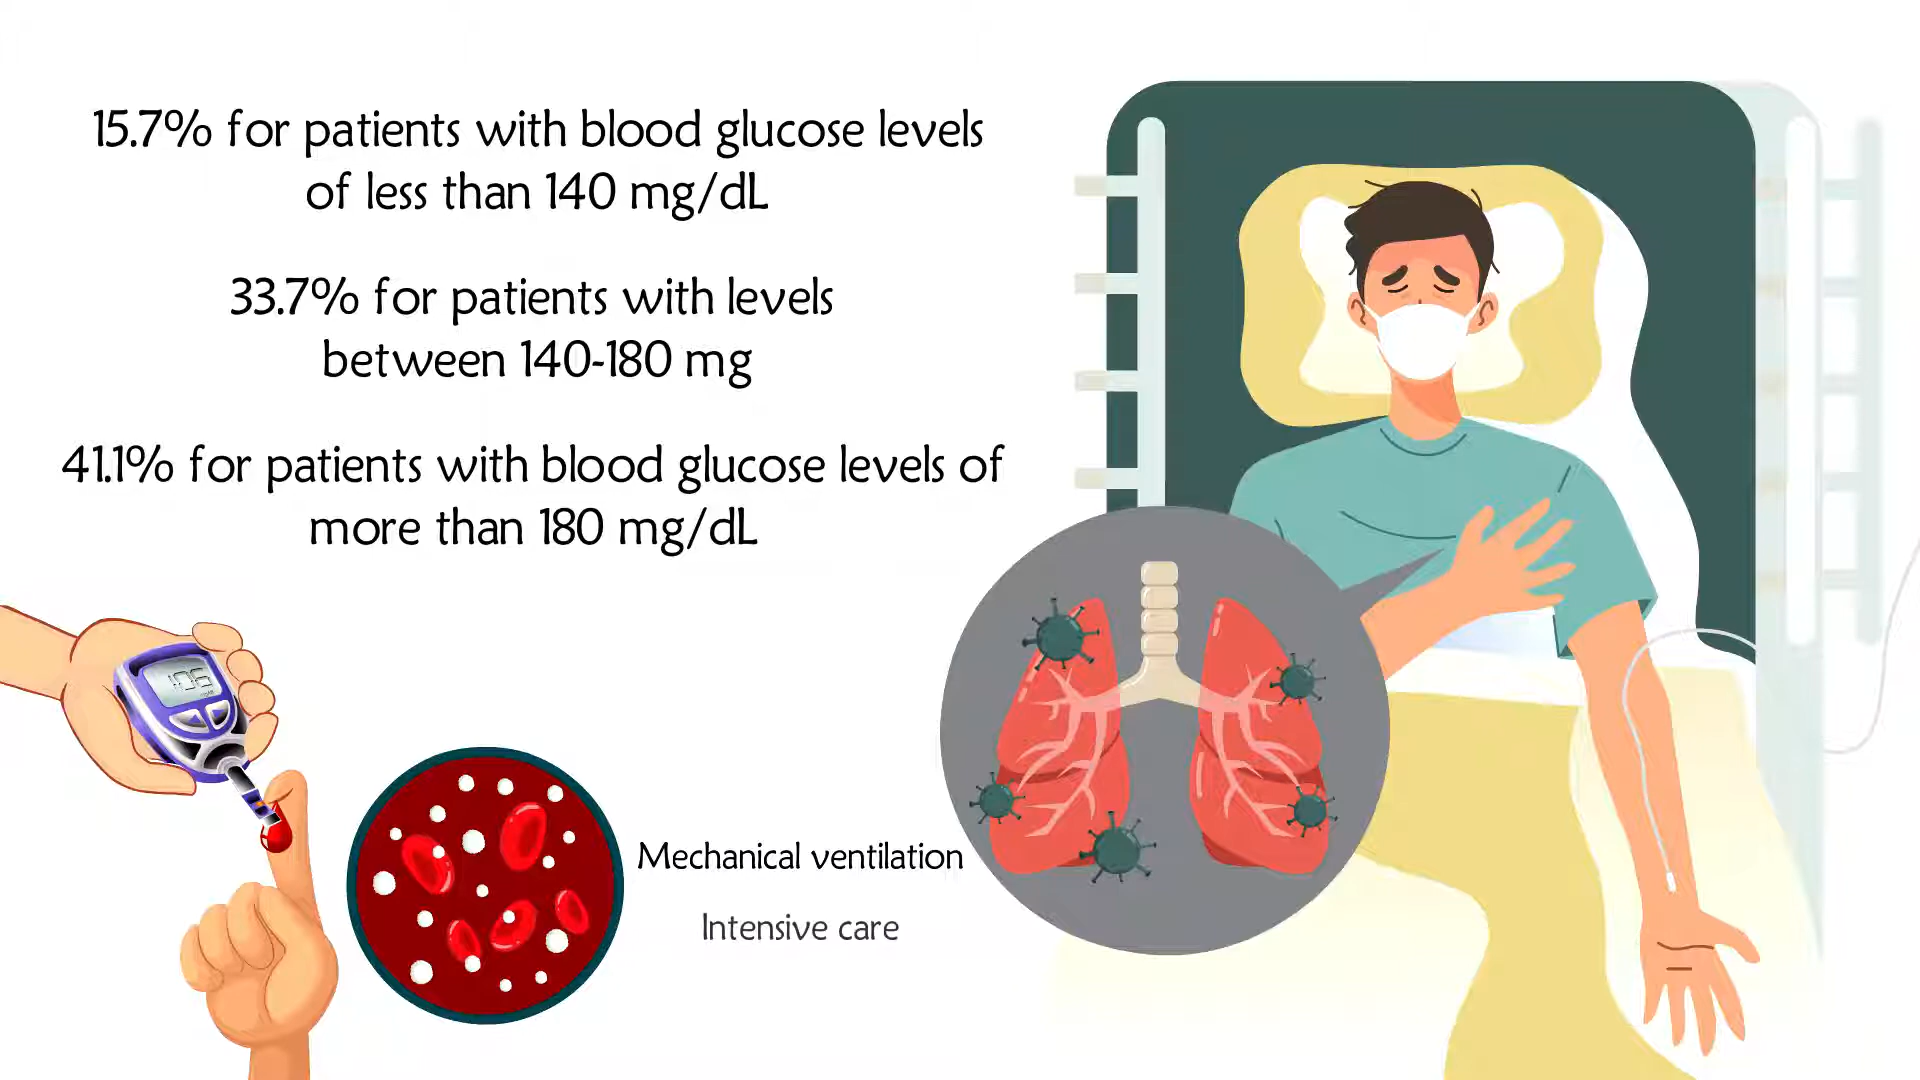 15.7% for patients with blood glucose levels
of less than 140 mg/dL
33.7% for patients with levels
between 140-180 mg
41.1% for patients with blood glucose levels of
more than 180 mg/dL
106
Mechanical ventilation
Intensive care